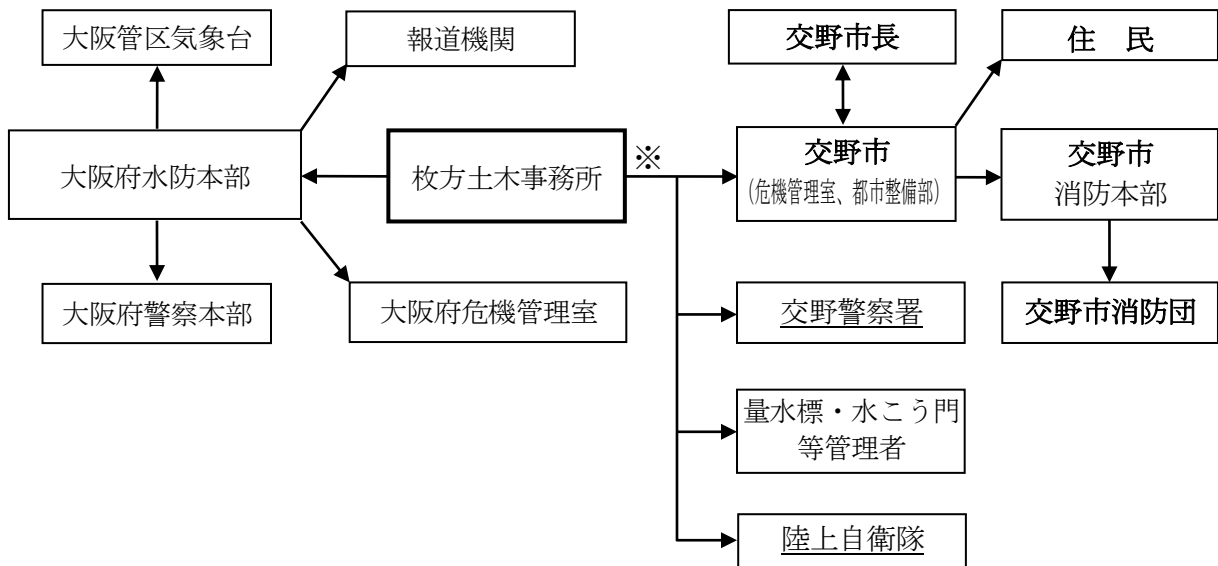 大阪管区気象台
報道機関
交野市長
住　民
大阪府水防本部
枚方土木事務所
※
交野市
(危機管理室、都市整備部)
交野市
消防本部
大阪府警察本部
大阪府危機管理室
交野警察署
交野市消防団
量水標・水こう門
等管理者
陸上自衛隊